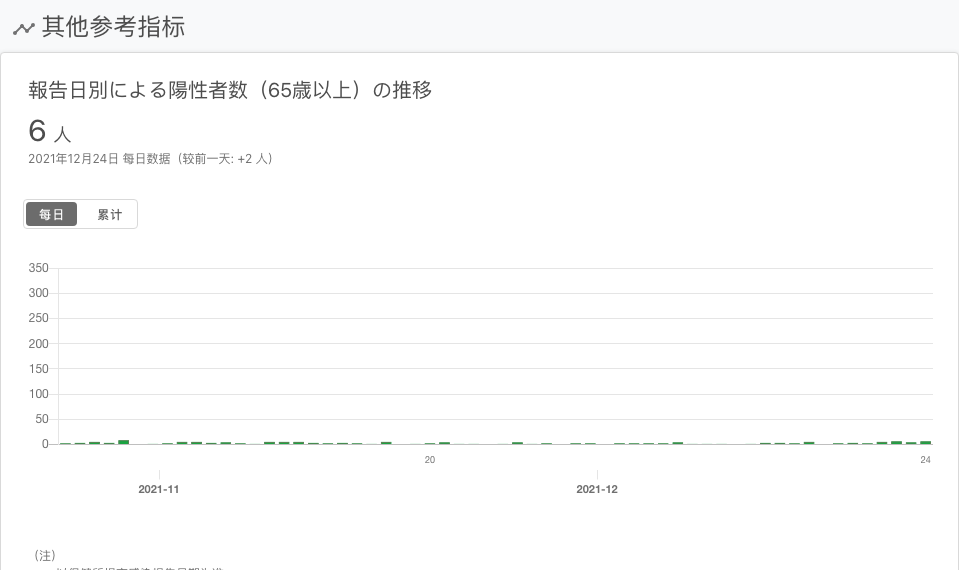 其他参考指标
報告日別による陽性者数（65歳以上）の推移
6 人
2021年12月24日 每日数据（较前一天: +2 人）
每日 累计
350
300
250
200
150
100
50
0
20 24
2021-11 2021-12
（注）